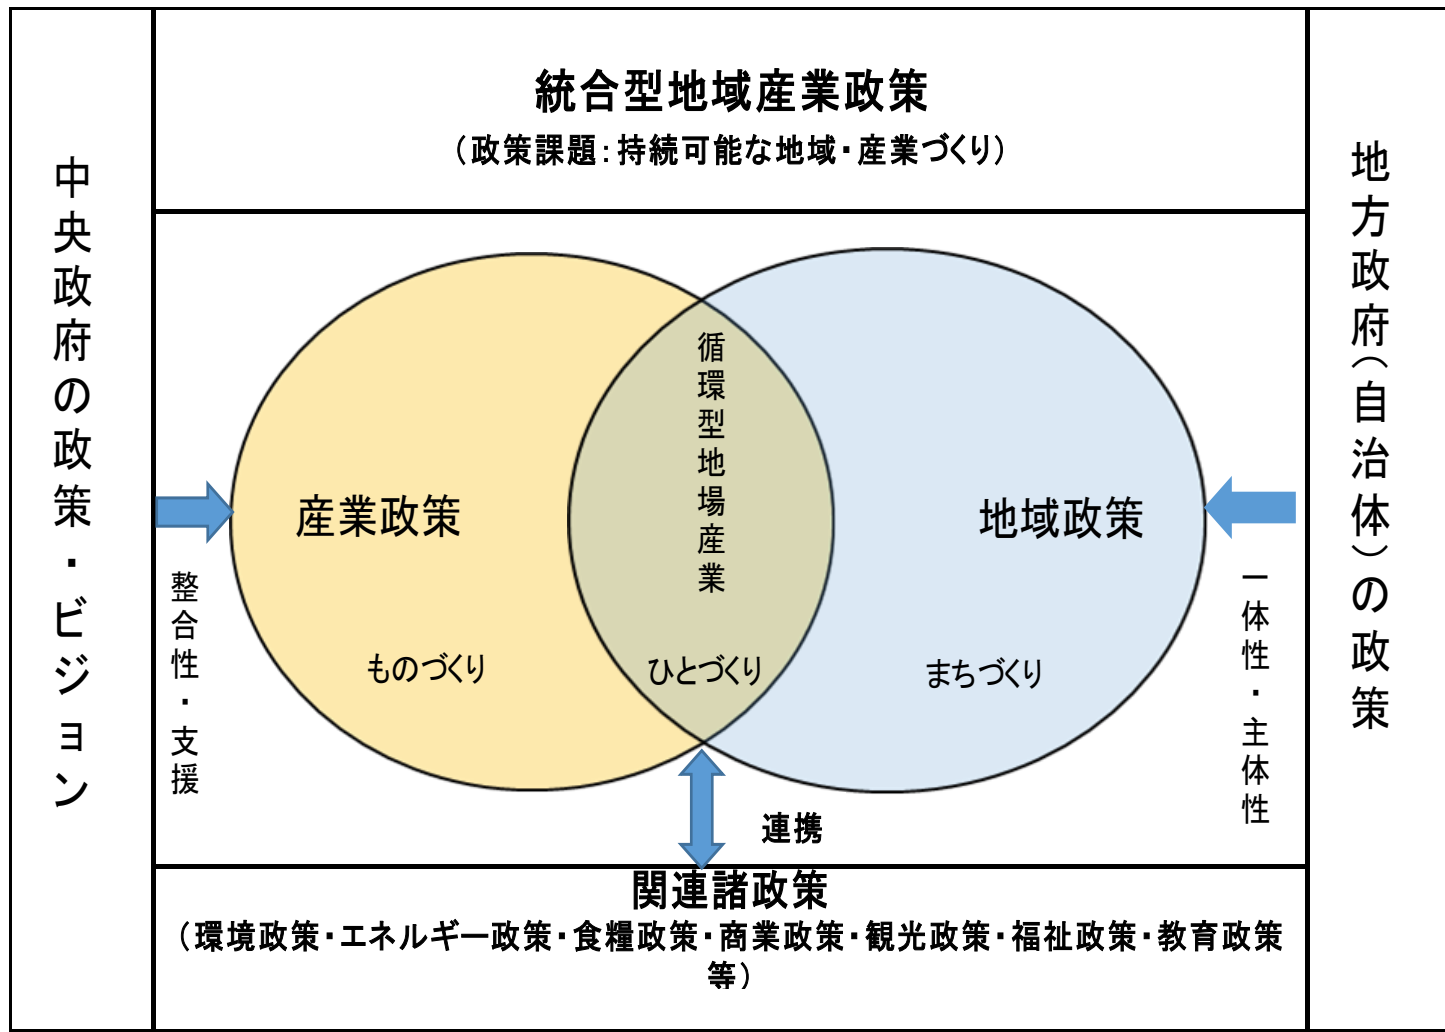 統合型地域産業政策
（政策課題：持続可能な地域・産業づくり）
中央政府の政策・ビジョン
地方政府（自治体）の政策
循環型地場産業
産業政策
地域政策
整合性・支援
一体性・主体性
ものづくり
ひとづくり
まちづくり
連携
関連諸政策
（環境政策・エネルギー政策・食糧政策・商業政策・観光政策・福祉政策・教育政策
等）